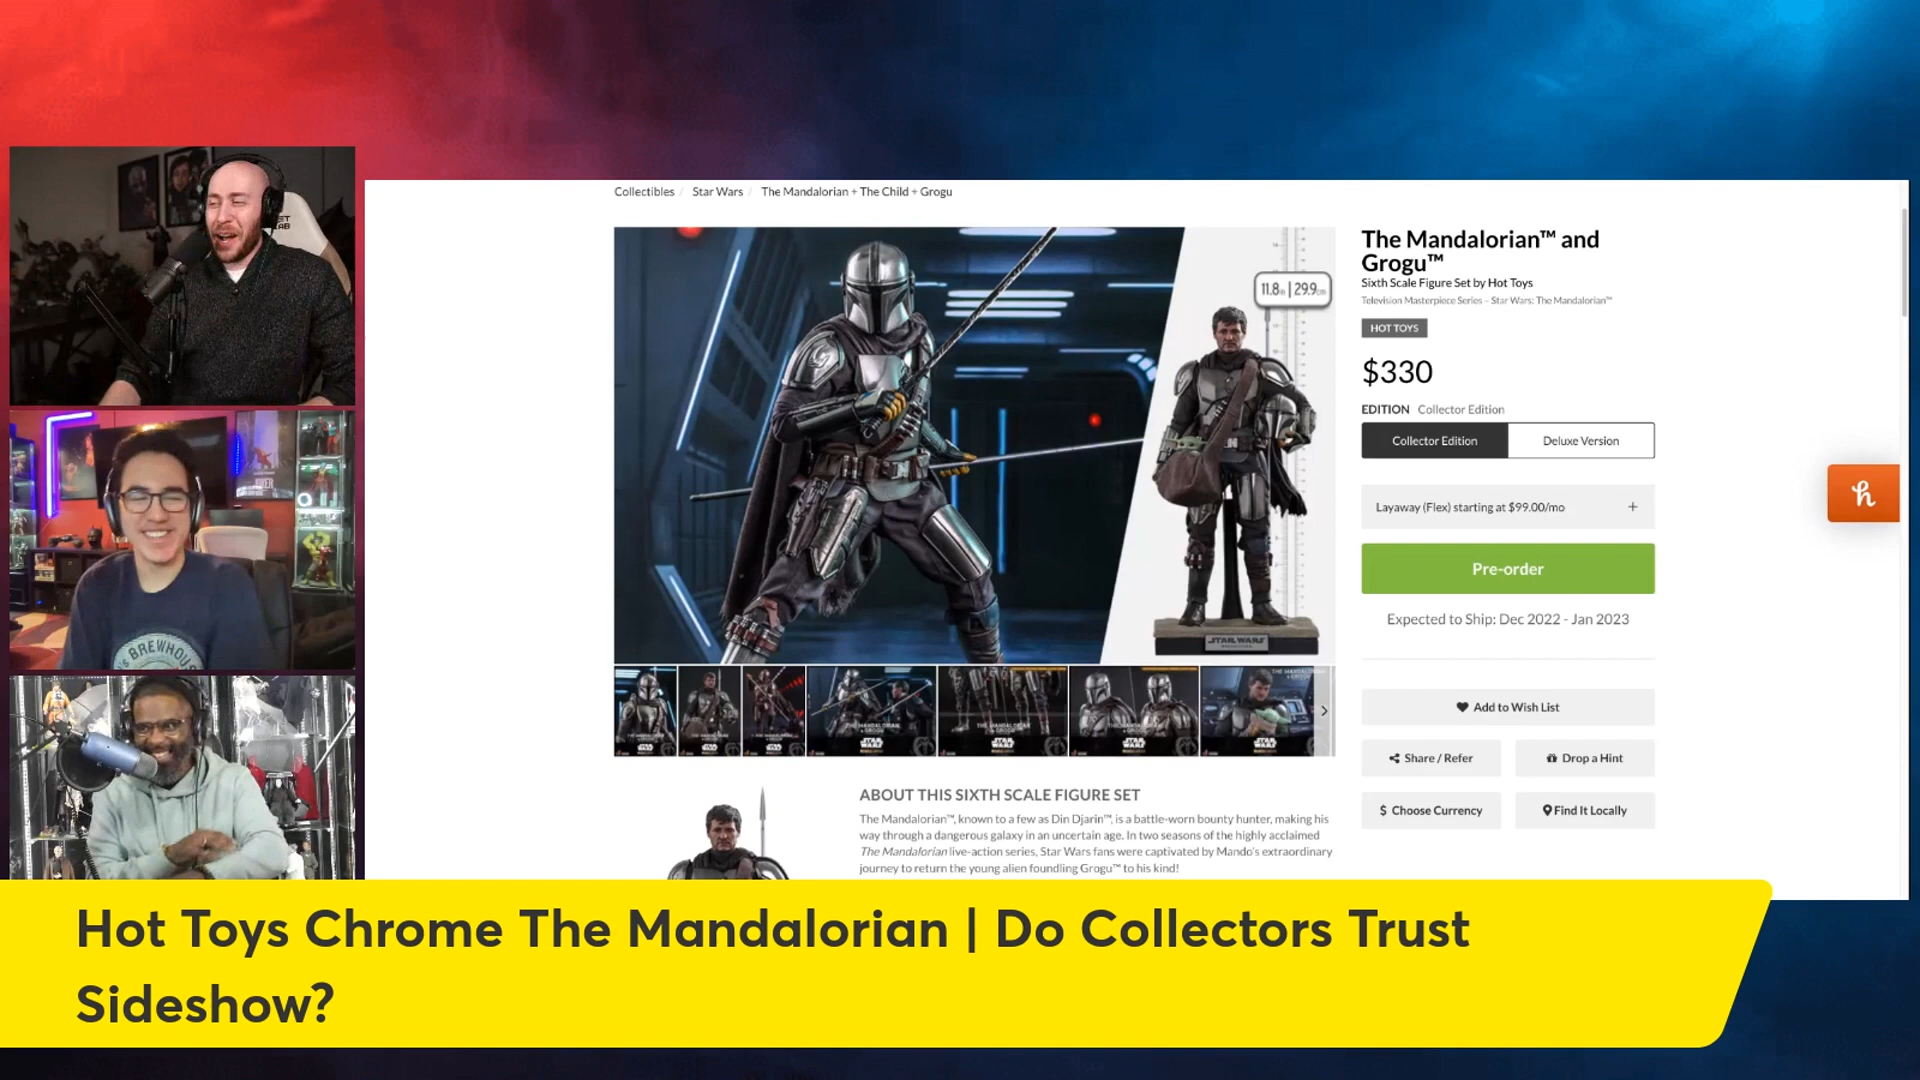 Collectibles / Star Wars / The Mandalorian + The Child + Grogu
The Mandalorian™ and
Grogu™
Sixth Scale Figure Set by Hot Toys
Television Masterpiece Series - Star Wars: The Mandalorian™
HOT TOYS
$330
EDITION Collector Edition
Collector Edition
Deluxe Version
Layaway (Flex) starting at $99.00/mo +
Pre-order
Expected to Ship: Dec 2022 - Jan 2023
Add to Wish List
Share / Refer
Drop a Hint
$ Choose Currency
Find It Locally
11.8in | 29.9cm
STAR WARS
ABOUT THIS SIXTH SCALE FIGURE SET
The Mandalorian™, known to a few as Din Djarin™, is a battle-worn bounty hunter, making his
way through a dangerous galaxy in an uncertain age. In two seasons of the highly acclaimed
The Mandalorian live-action series, Star Wars fans were captivated by Mando's extraordinary
journey to return the young alien foundling Grogu™ to his kind!
BREWHOUS
Hot Toys Chrome The Mandalorian | Do Collectors Trust
Sideshow?